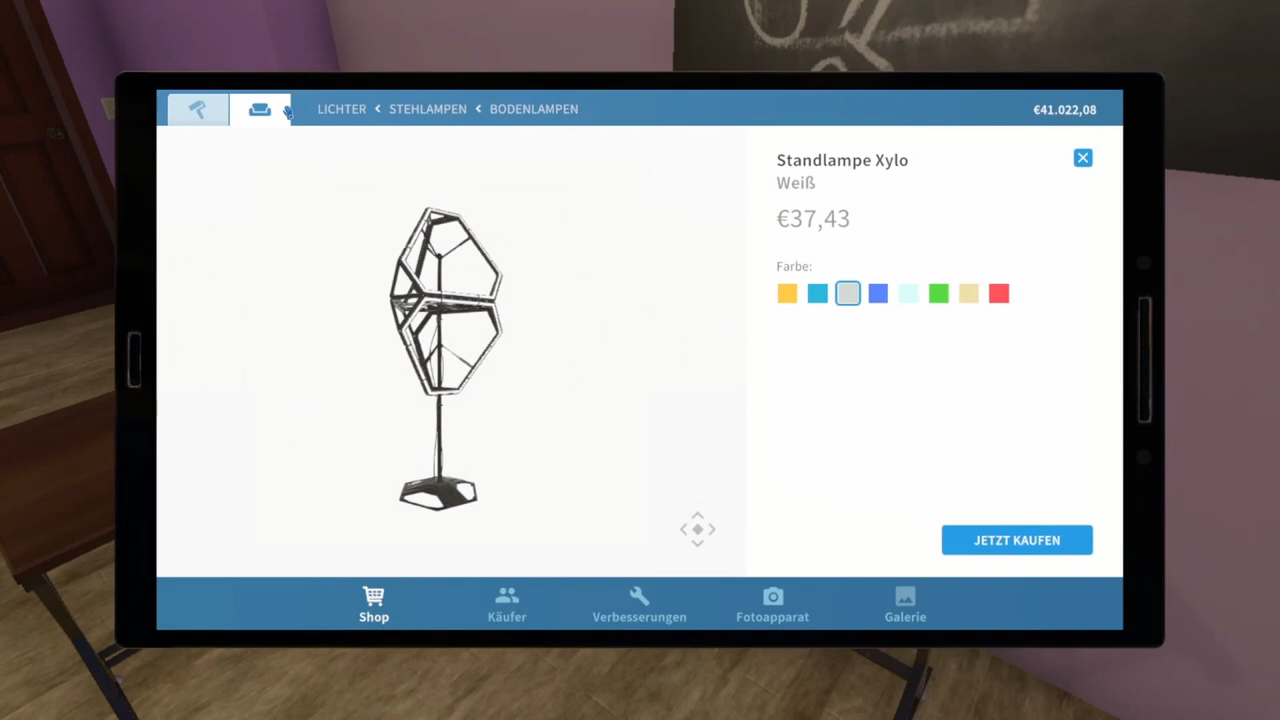 LICHTER < STEHLAMPEN < BODENLAMPEN
€41.022,08
Standlampe Xylo
Weiß
€37,43
Farbe:
JETZT KAUFEN
Shop
Käufer
Verbesserungen
Fotoapparat
Galerie